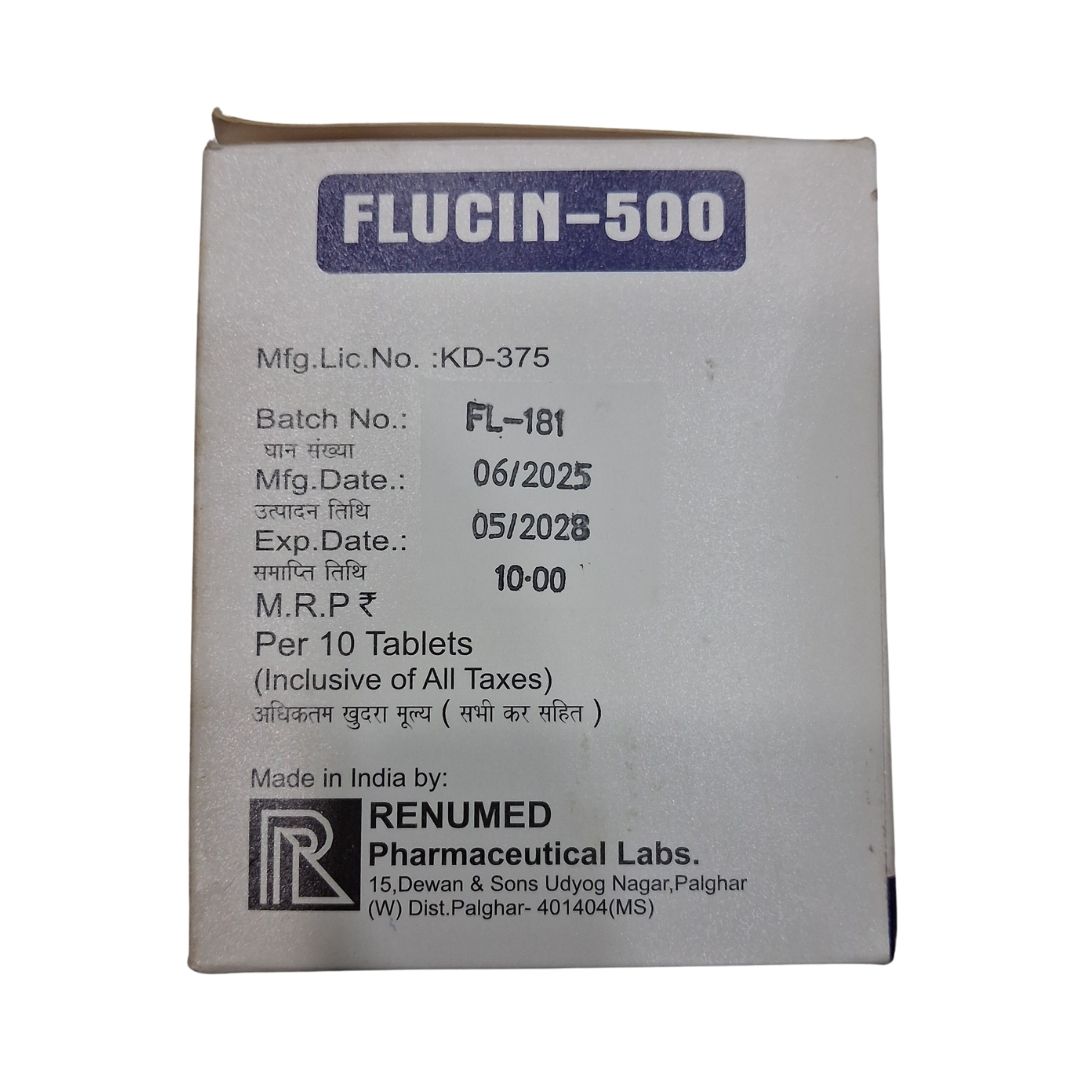 FLUCIN-500
Mfg.Lic.No. :KD-375
Batch No.: FL-181
घान संख्या
Mfg.Date.: 06/2025
उत्पादन तिथि
Exp.Date.: 05/2028
समाप्ति तिथि
M.R.P ₹ 10.00
Per 10 Tablets
(Inclusive of All Taxes)
अधिकतम खुदरा मूल्य ( सभी कर सहित )
Made in India by:
RENUMED
Pharmaceutical Labs.
15,Dewan & Sons Udyog Nagar,Palghar
(W) Dist.Palghar- 401404(MS)